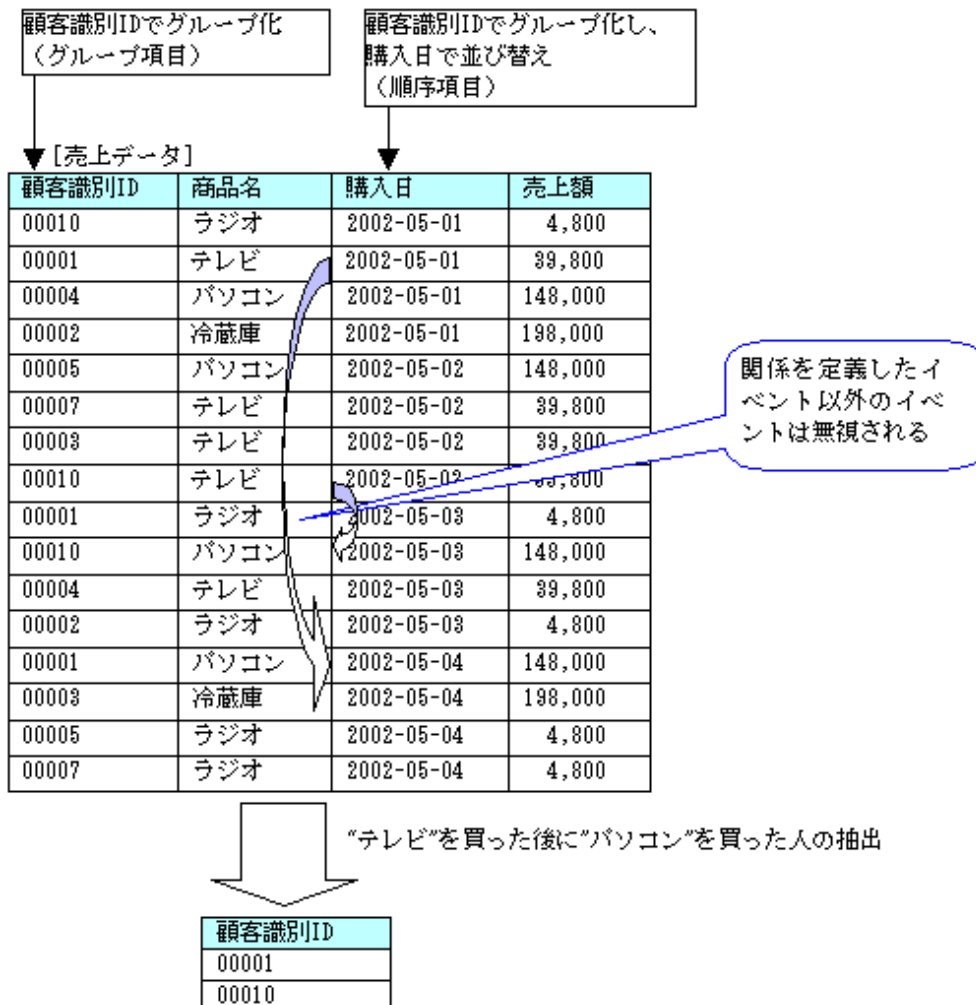 顧客識別IDでグループ化
（グループ項目）
顧客識別IDでグループ化し、
購入日で並び替え
（順序項目）
[売上データ]
顧客識別ID 商品名 購入日 売上額
00010 ラジオ 2002-05-01 4,800
00001 テレビ 2002-05-01 39,800
00004 パソコン 2002-05-01 148,000
00002 冷蔵庫 2002-05-01 198,000
00005 パソコン 2002-05-02 148,000
00007 テレビ 2002-05-02 39,800
00003 テレビ 2002-05-02 39,800
00010 テレビ 2002-05-02 39,800
00001 ラジオ 2002-05-03 4,800
00010 パソコン 2002-05-03 148,000
00004 テレビ 2002-05-03 39,800
00002 ラジオ 2002-05-03 4,800
00001 パソコン 2002-05-04 148,000
00003 冷蔵庫 2002-05-04 198,000
00005 ラジオ 2002-05-04 4,800
00007 ラジオ 2002-05-04 4,800
関係を定義したイ
ベント以外のイベ
ントは無視される
"テレビ"を買った後に"パソコン"を買った人の抽出
顧客識別ID
00001
00010